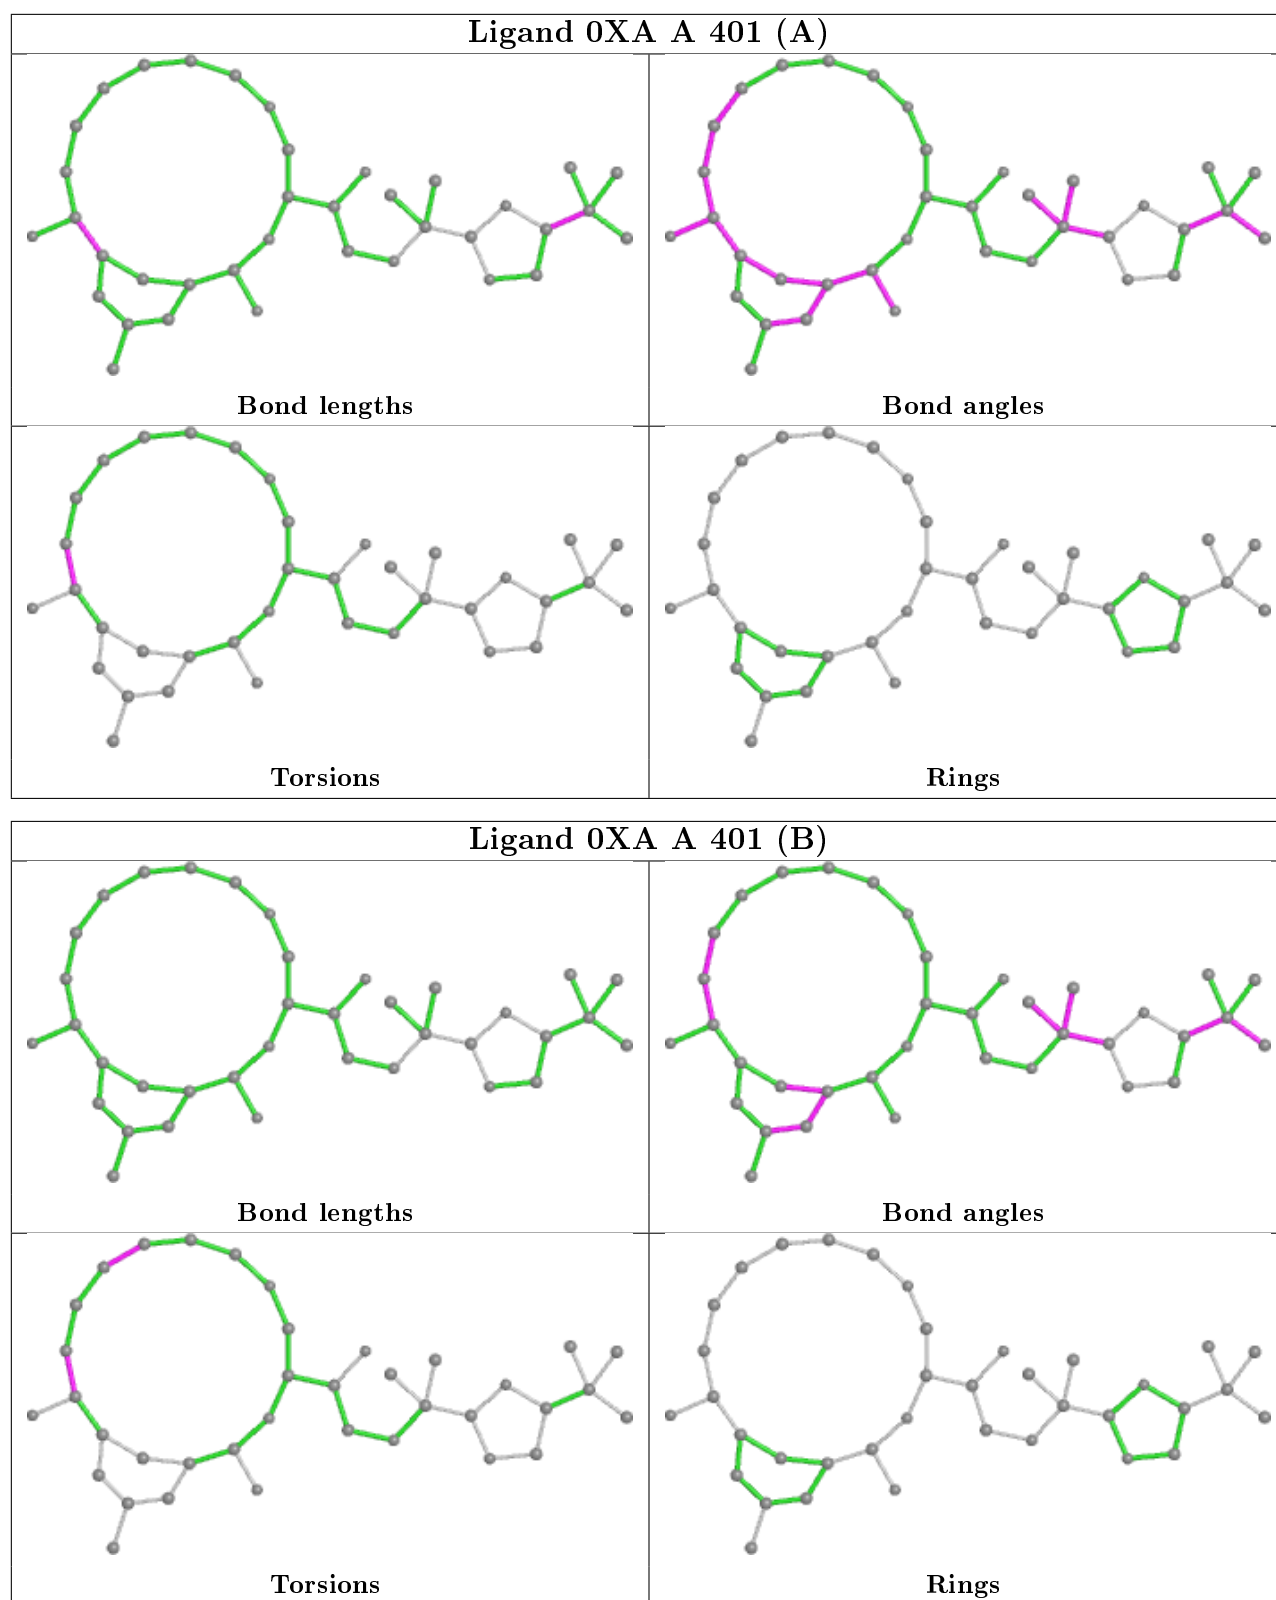 Ligand 0XA A 401 (A)
Bond lengths
Bond angles
Torsions
Rings
Ligand 0XA A 401 (B)
Bond lengths
Bond angles
Torsions
Rings